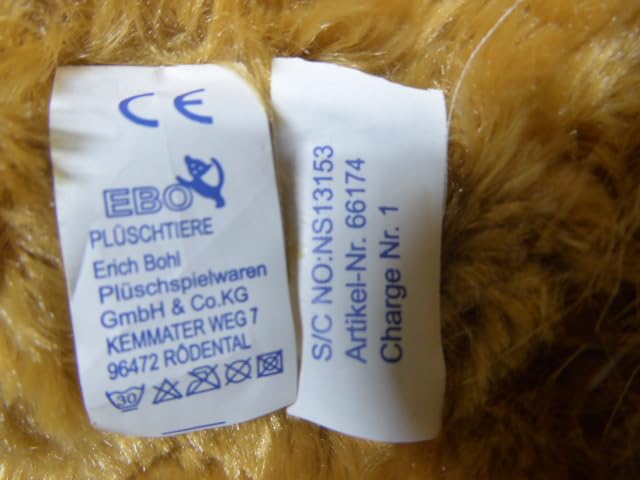 CE
EBO
PLÜSCHTIERE
Erich Bohl
Plüschspielwaren
GmbH & Co.KG
KEMMATER WEG 7
96472 RÖDENTAL
30
S/C NO:NS13153
Artikel-Nr. 66174
Charge Nr. 1